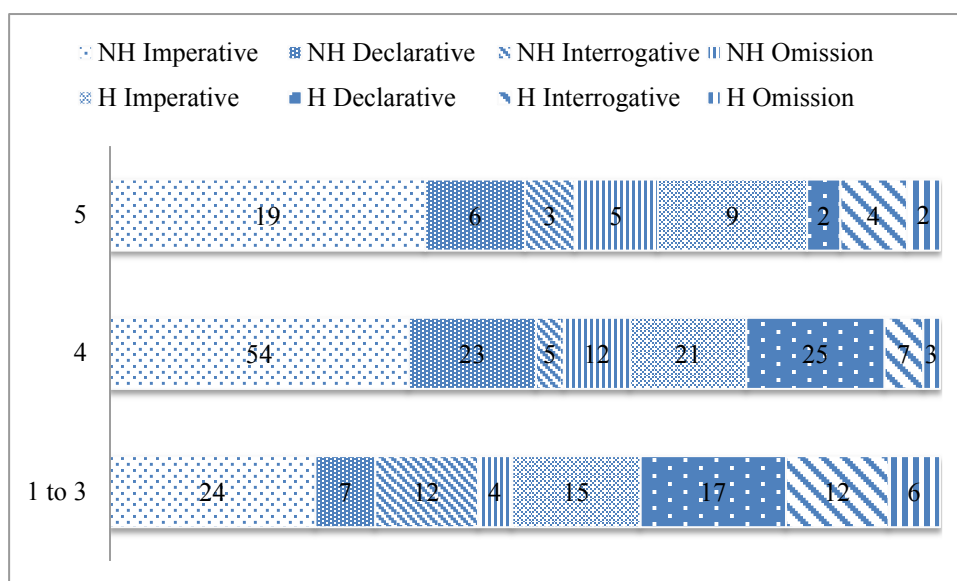 NH Imperative NH Declarative NH Interrogative NH Omission
H Imperative H Declarative H Interrogative H Omission
5 19 6 3 5 9 2 4 2
4 54 23 5 12 21 25 7 3
1 to 3 24 7 12 4 15 17 12 6